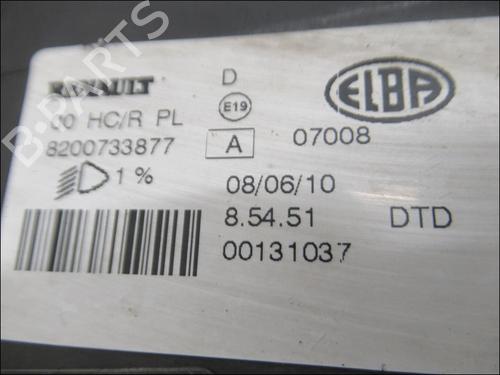 RENAULT D ELBA
00 HC/R PL E19
8200733877 A 07008
1 % 08/06/10
8.54.51 DTD
00131037
B-PARTS